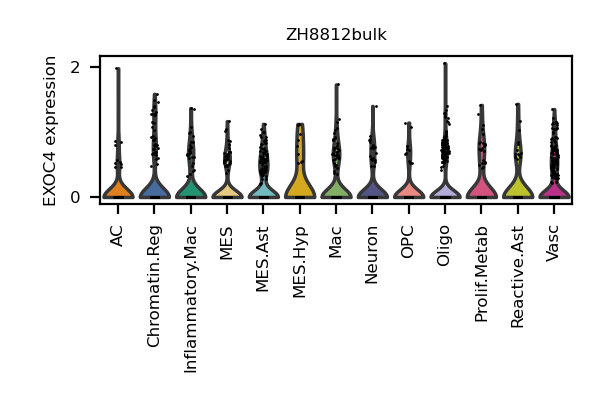 ZH8812bulk
EXOC4 expression
2
0
AC
Chromatin.Reg
Inflammatory.Mac
MES
MES.Ast
MES.Hyp
Mac
Neuron
OPC
Oligo
Prolif.Metab
Reactive.Ast
Vasc